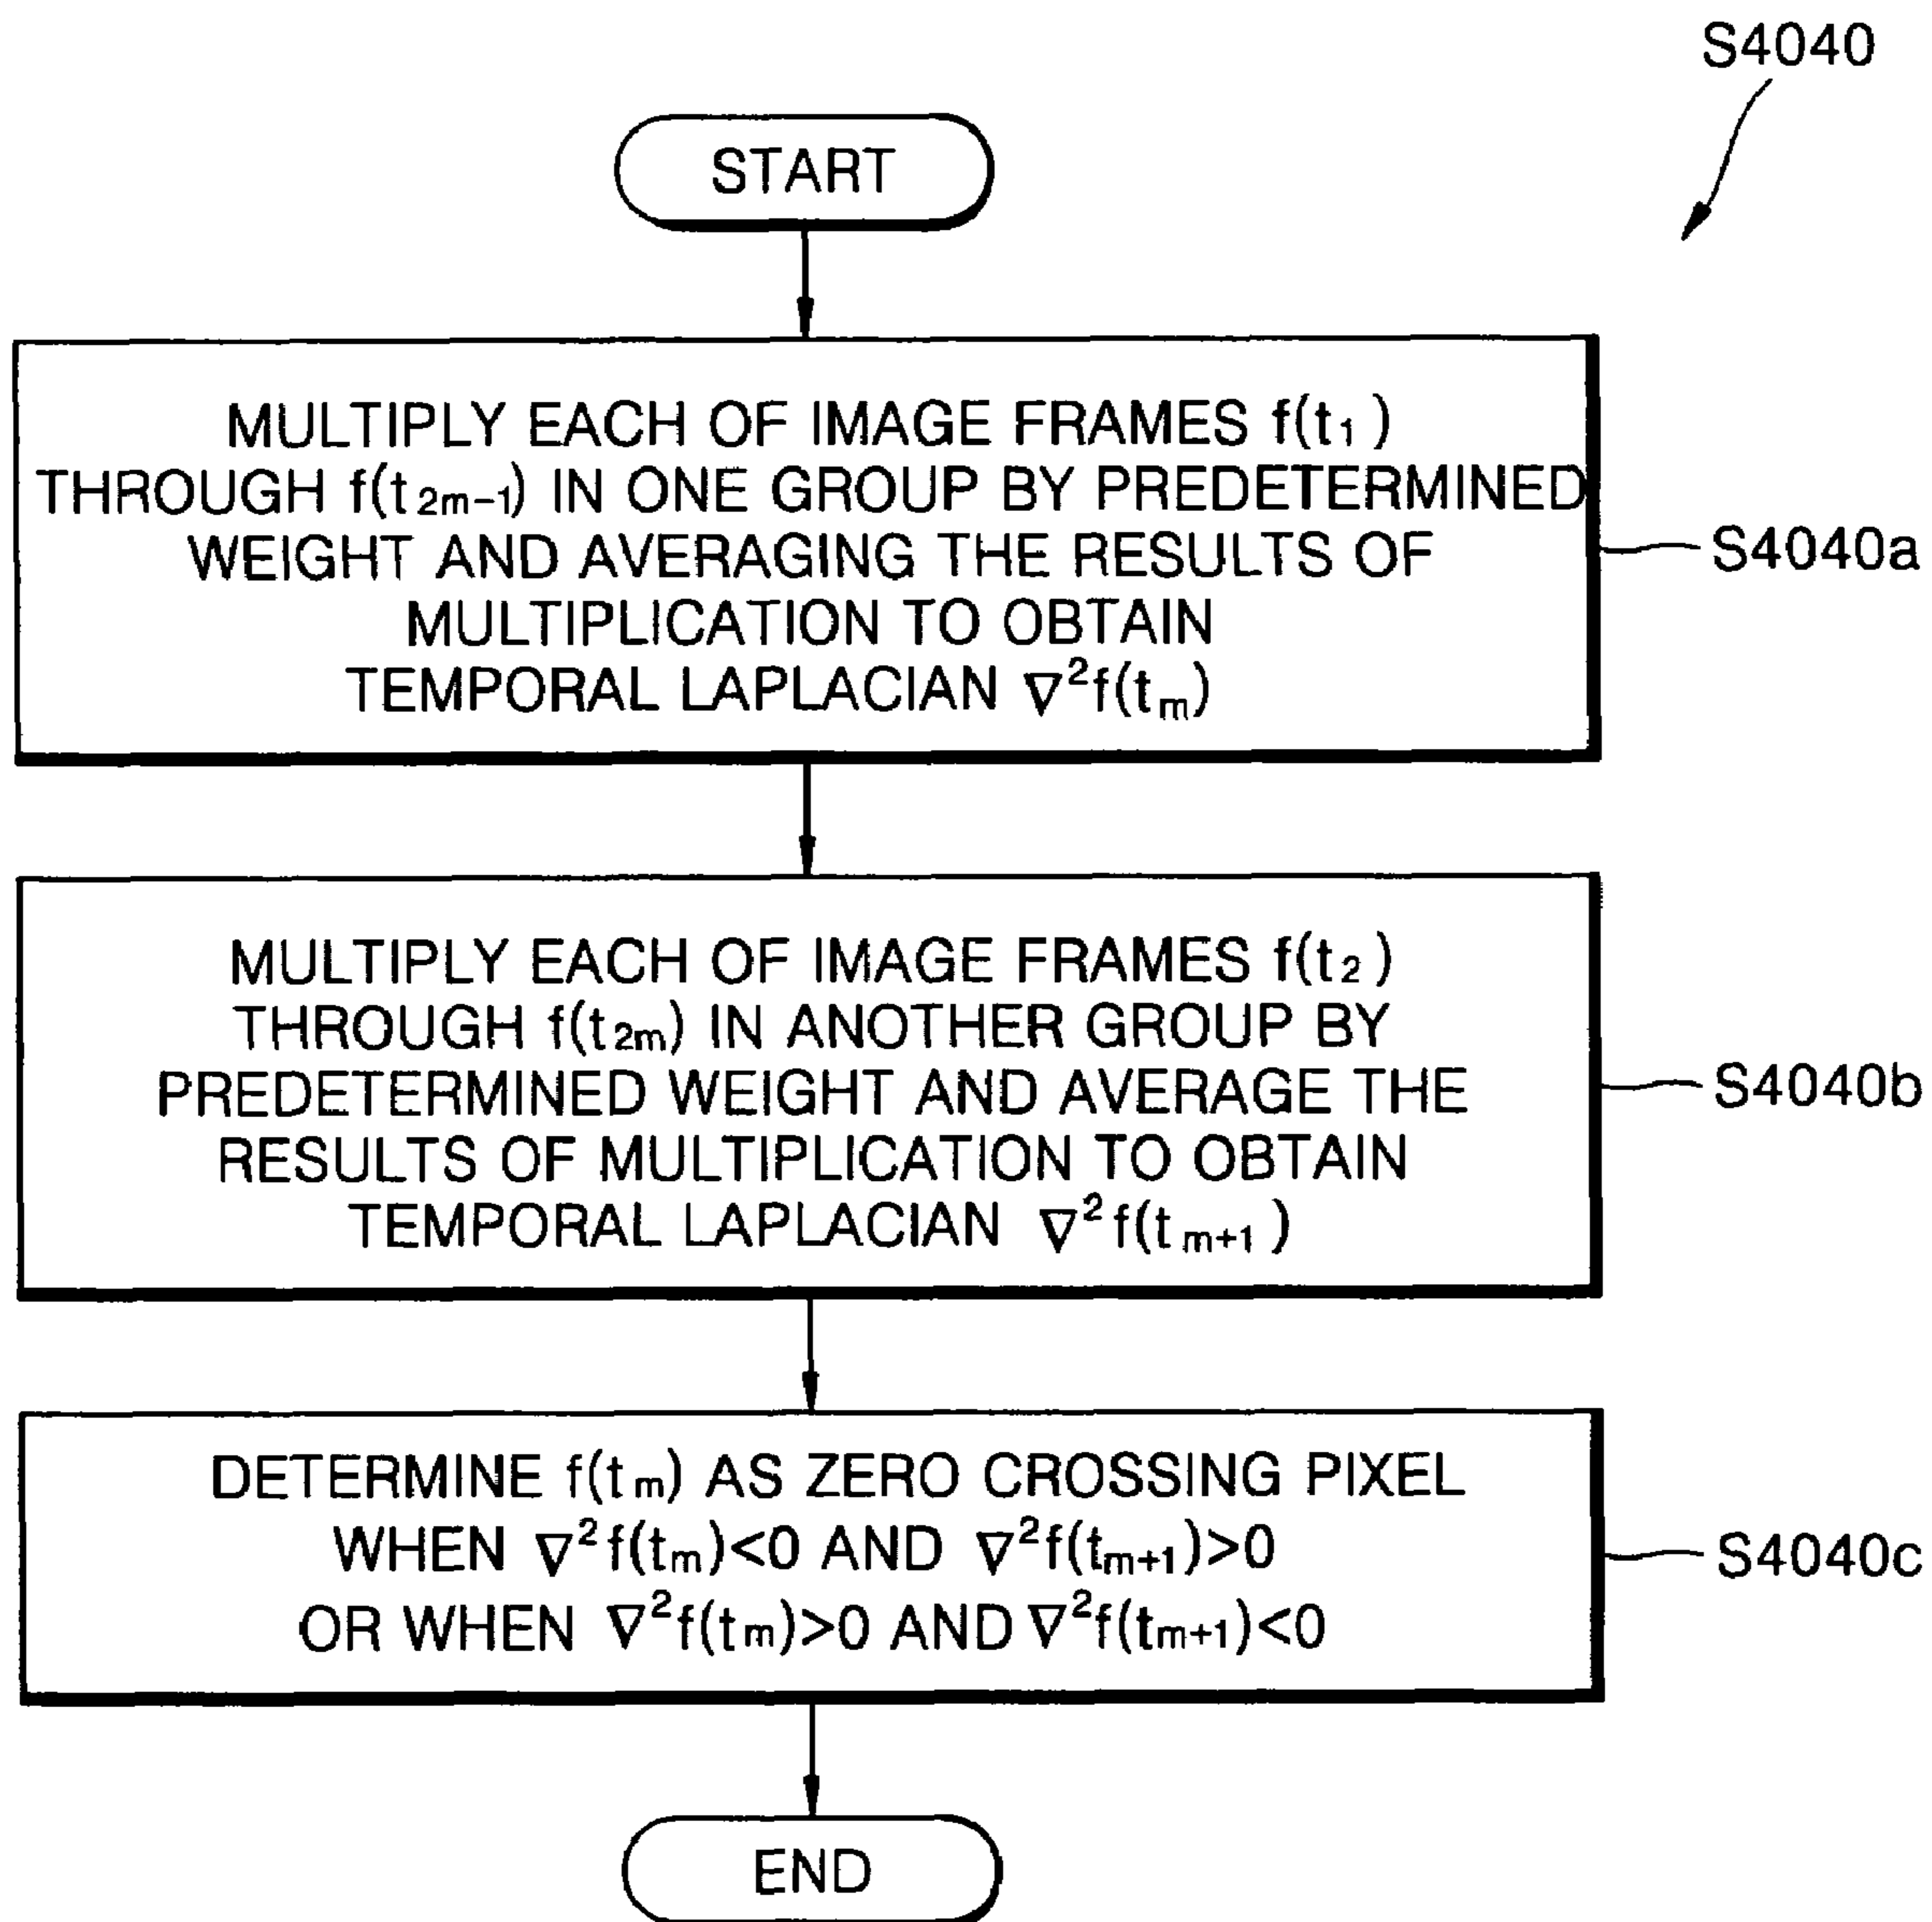 S4040
START
MULTIPLY EACH OF IMAGE FRAMES f(t₁)
THROUGH f(t₂ₘ₋₁) IN ONE GROUP BY PREDETERMINED
WEIGHT AND AVERAGING THE RESULTS OF
MULTIPLICATION TO OBTAIN
TEMPORAL LAPLACIAN ∇²f(tₘ)
S4040a
MULTIPLY EACH OF IMAGE FRAMES f(t₂)
THROUGH f(t₂ₘ) IN ANOTHER GROUP BY
PREDETERMINED WEIGHT AND AVERAGE THE
RESULTS OF MULTIPLICATION TO OBTAIN
TEMPORAL LAPLACIAN ∇²f(tₘ₊₁)
S4040b
DETERMINE f(tₘ) AS ZERO CROSSING PIXEL
WHEN ∇²f(tₘ)<0 AND ∇²f(tₘ₊₁)>0
OR WHEN ∇²f(tₘ)>0 AND ∇²f(tₘ₊₁)<0
S4040c
END